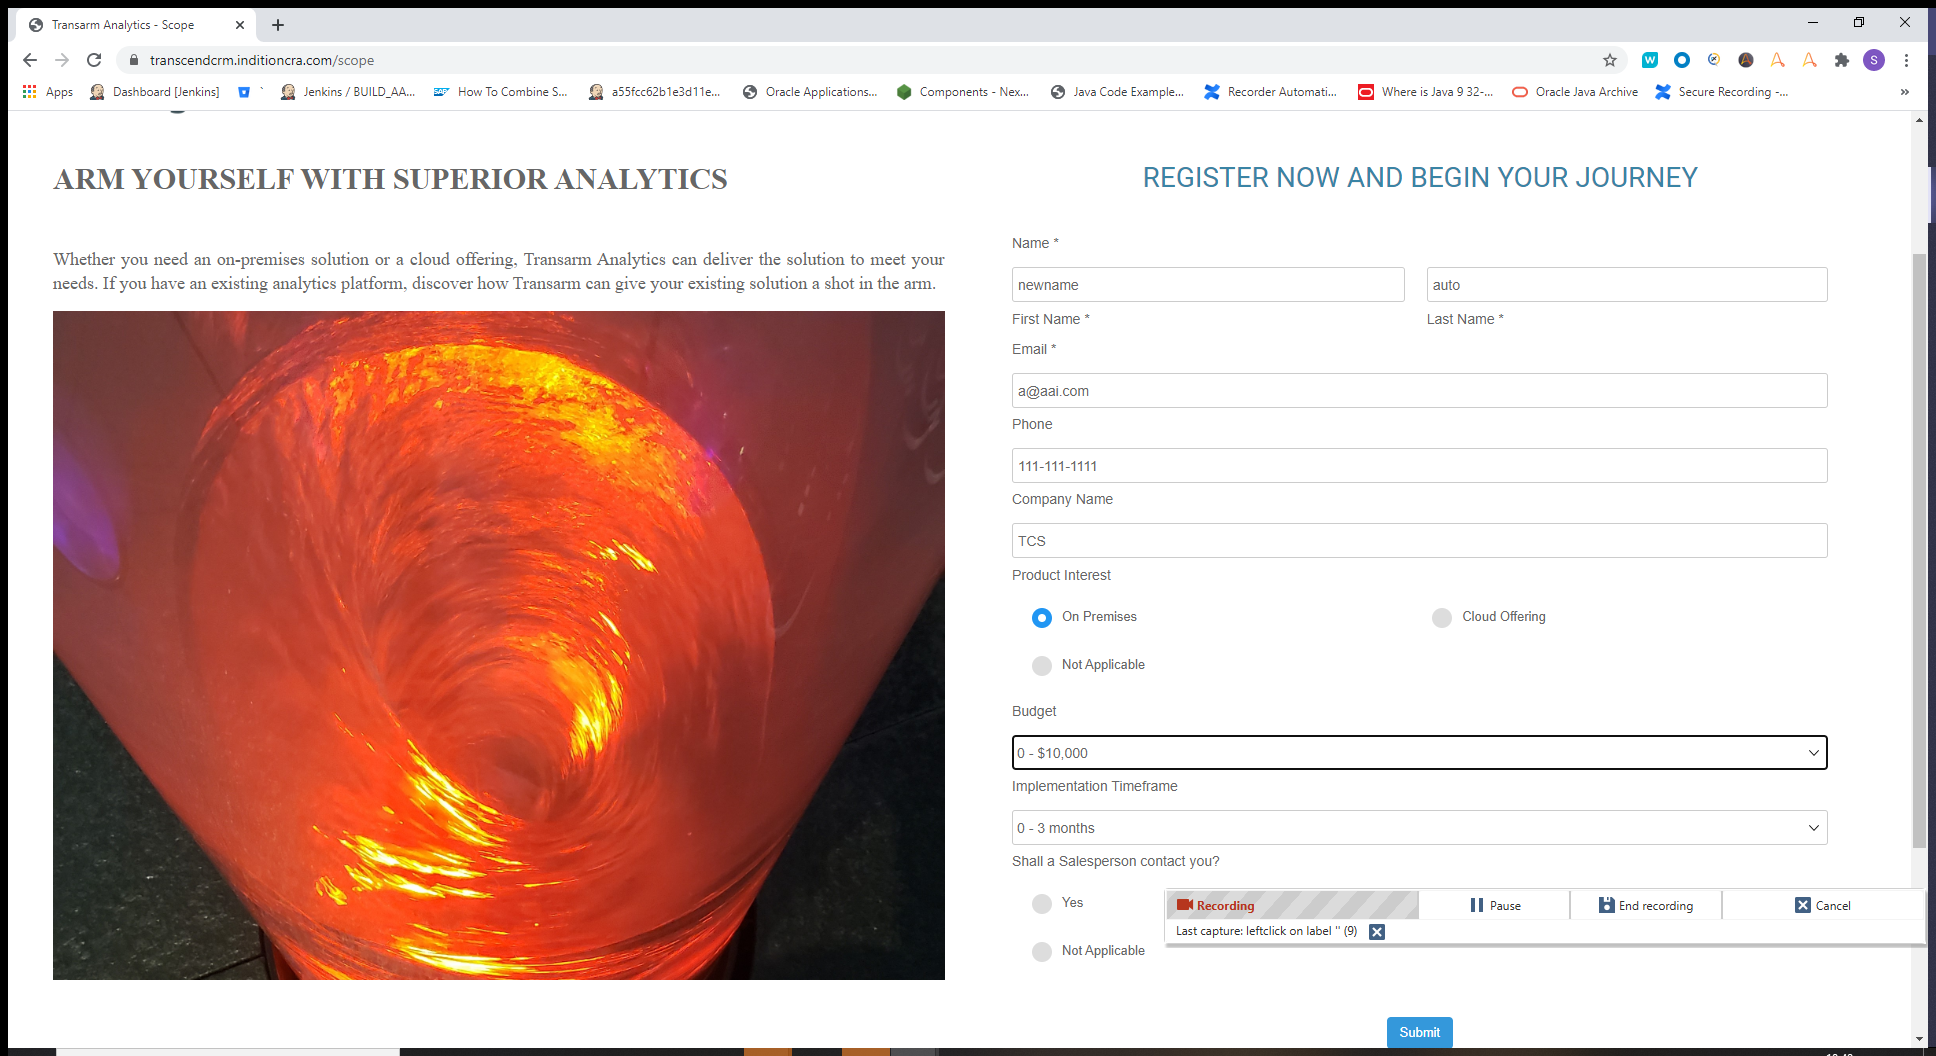 Transarm Analytics - Scope
transcendcrm.inditioncra.com/scope
W
S
Apps
Dashboard [Jenkins]
Jenkins / BUILD_AA...
SAP
How To Combine S...
a55fcc62b1e3d11e...
Oracle Applications...
Components - Nex...
Java Code Example...
Recorder Automati...
Where is Java 9 32-...
Oracle Java Archive
Secure Recording -...
»
ARM YOURSELF WITH SUPERIOR ANALYTICS
Whether you need an on-premises solution or a cloud offering, Transarm Analytics can deliver the solution to meet your
needs. If you have an existing analytics platform, discover how Transarm can give your existing solution a shot in the arm.
REGISTER NOW AND BEGIN YOUR JOURNEY
Name *
newname
auto
First Name *
Last Name *
Email *
a@aai.com
Phone
111-111-1111
Company Name
TCS
Product Interest
On Premises
Cloud Offering
Not Applicable
Budget
0 - $10,000
Implementation Timeframe
0 - 3 months
Shall a Salesperson contact you?
Yes
Recording
Pause
End recording
Cancel
Last capture: leftclick on label '' (9)
Not Applicable
Submit